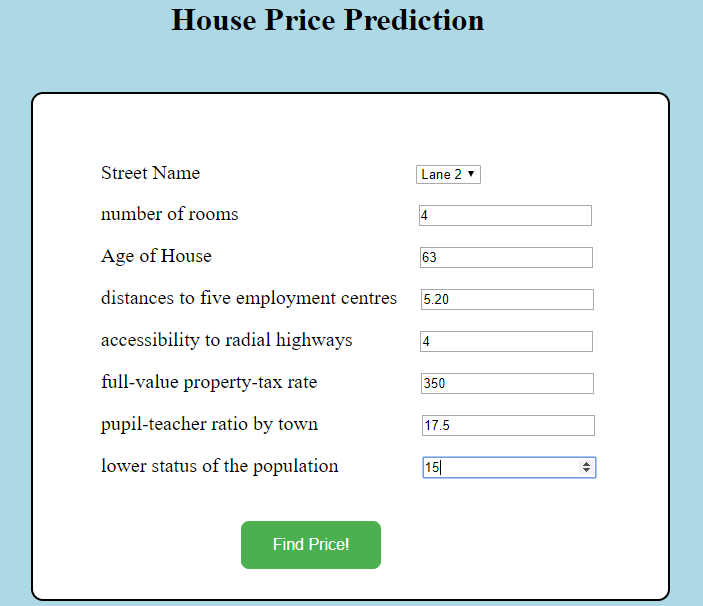 House Price Prediction
Street Name Lane 2
number of rooms 4
Age of House 63
distances to five employment centres 5.20
accessibility to radial highways 4
full-value property-tax rate 350
pupil-teacher ratio by town 17.5
lower status of the population 15
Find Price!